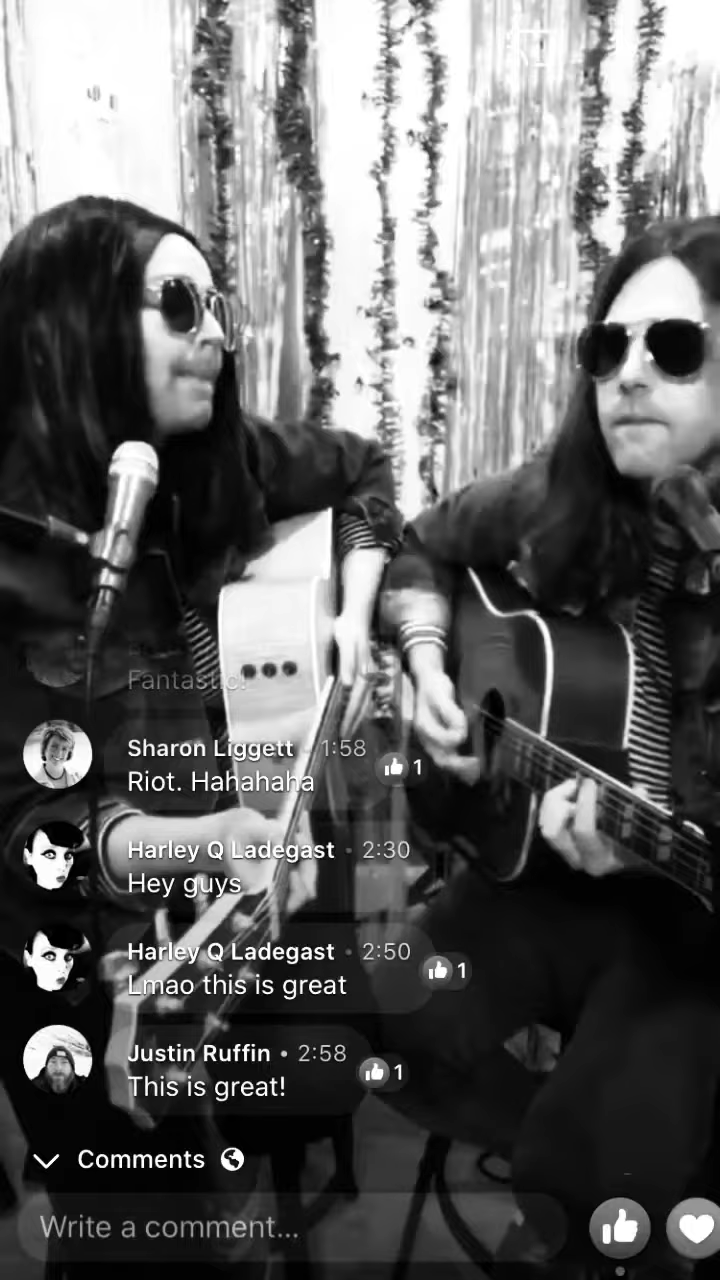 Fantastic!
Sharon Liggett • 1:58
Riot. Hahahaha
1
Harley Q Ladegast • 2:30
Hey guys
Harley Q Ladegast • 2:50
Lmao this is great
1
Justin Ruffin • 2:58
This is great!
1
Comments
Write a comment...